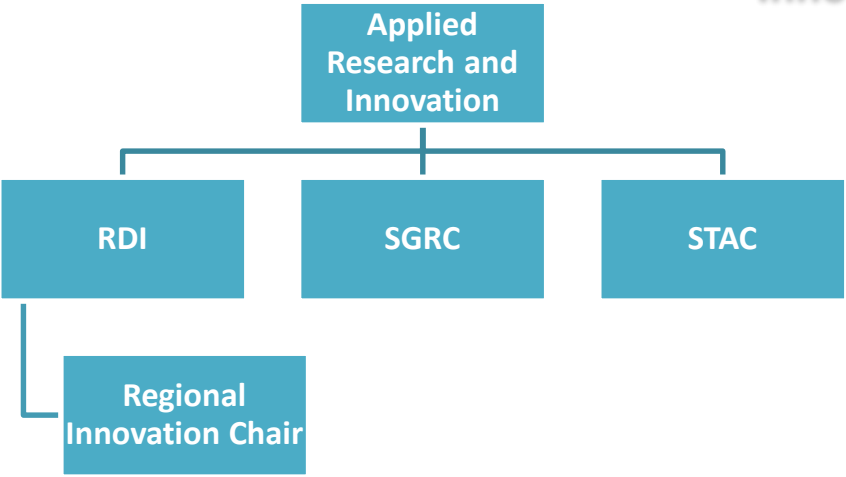 Applied
Research and
Innovation
RDI
SGRC
STAC
Regional
Innovation Chair